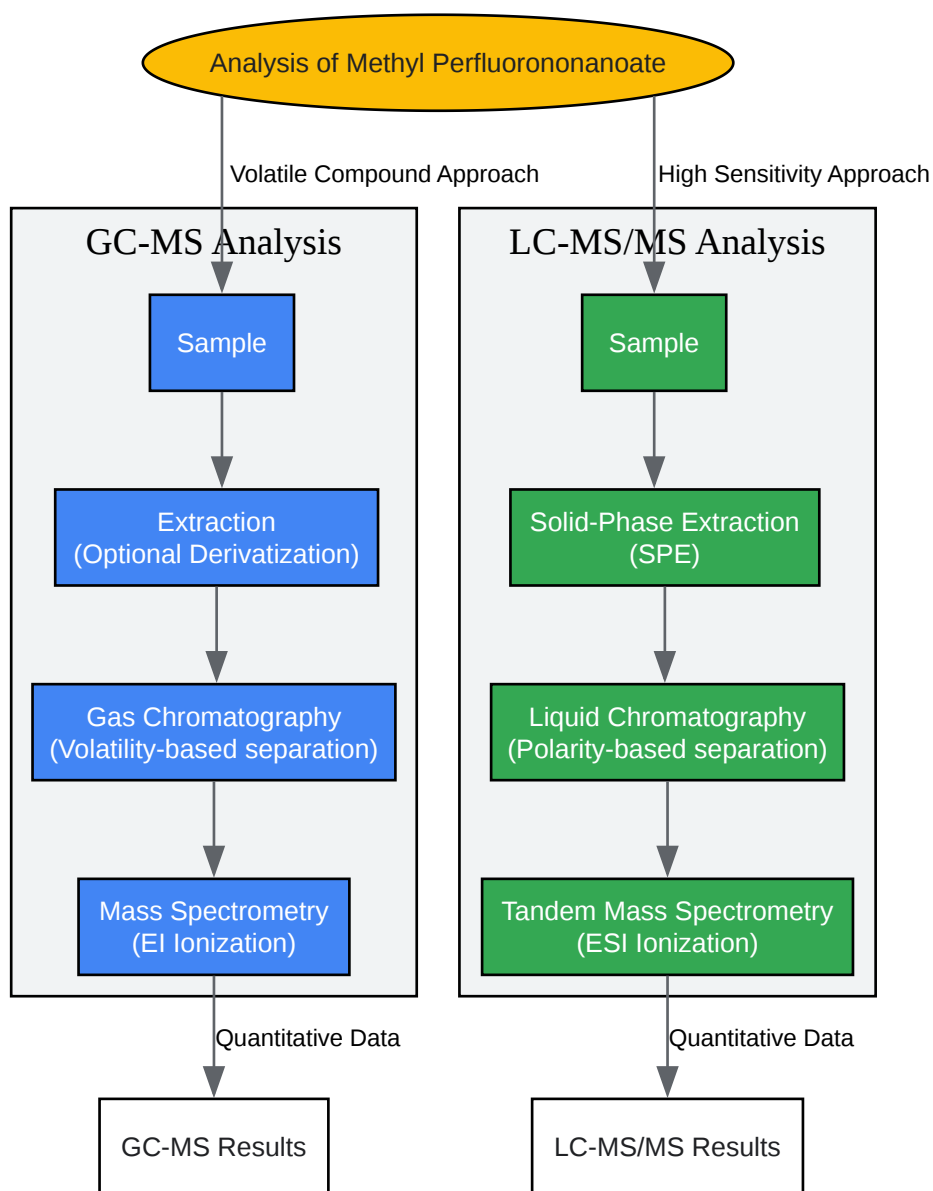 Analysis of Methyl Perfluorononanoate
Volatile Compound Approach
High Sensitivity Approach
GC-MS Analysis
Sample
Extraction
(Optional Derivatization)
Gas Chromatography
(Volatility-based separation)
Mass Spectrometry
(EI Ionization)
Quantitative Data
GC-MS Results
LC-MS/MS Analysis
Sample
Solid-Phase Extraction
(SPE)
Liquid Chromatography
(Polarity-based separation)
Tandem Mass Spectrometry
(ESI Ionization)
Quantitative Data
LC-MS/MS Results